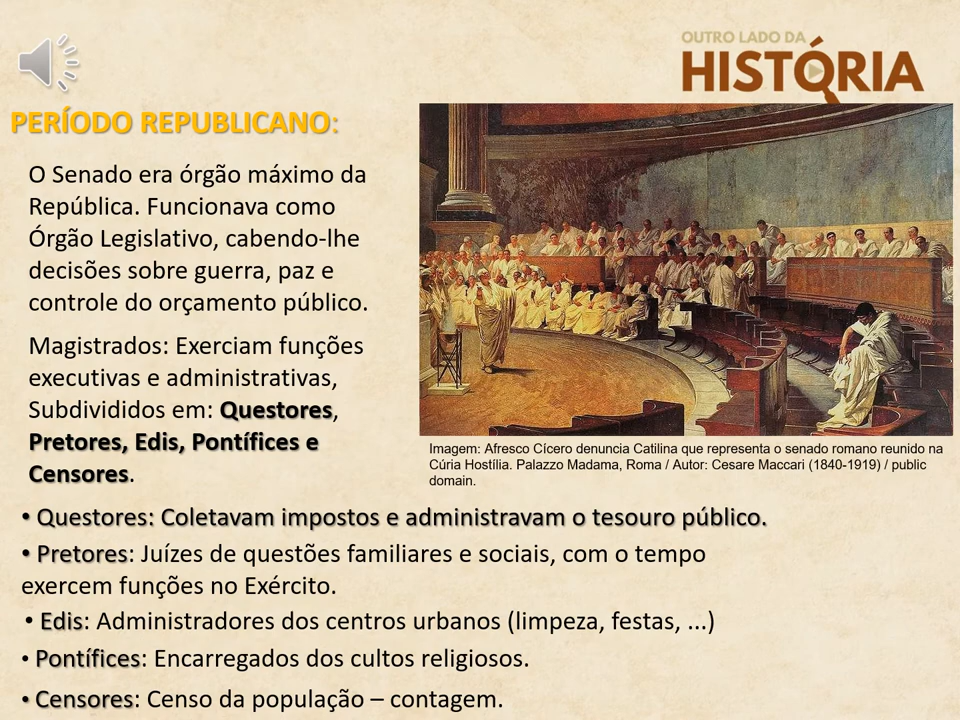 OUTRO LADO DA
HISTÓRIA
PERÍODO REPUBLICANO:
O Senado era órgão máximo da
República. Funcionava como
Órgão Legislativo, cabendo-lhe
decisões sobre guerra, paz e
controle do orçamento público.
Magistrados: Exerciam funções
executivas e administrativas,
Subdivididos em: Questores,
Pretores, Edis, Pontífices e
Censores.
Imagem: Afresco Cícero denuncia Catilina que representa o senado romano reunido na
Cúria Hostília. Palazzo Madama, Roma / Autor: Cesare Maccari (1840-1919) / public
domain.
• Questores: Coletavam impostos e administravam o tesouro público.
• Pretores: Juízes de questões familiares e sociais, com o tempo
exercem funções no Exército.
• Edis: Administradores dos centros urbanos (limpeza, festas, ...)
• Pontífices: Encarregados dos cultos religiosos.
• Censores: Censo da população – contagem.